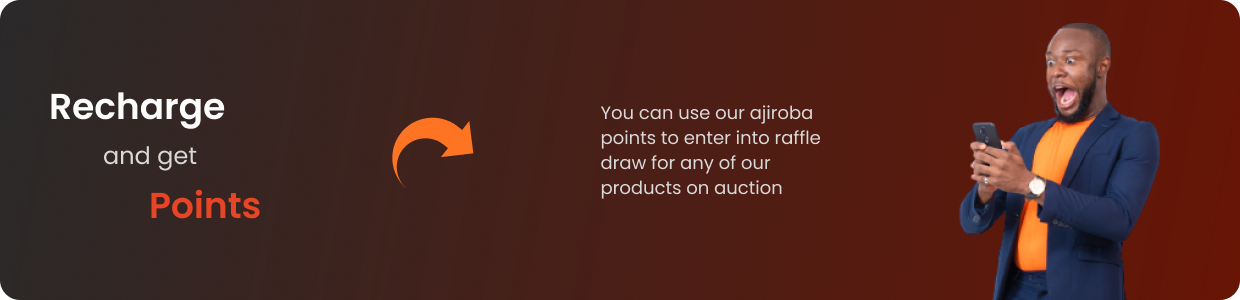 Recharge
and get
Points
You can use our ajiroba
points to enter into raffle
draw for any of our
products on auction